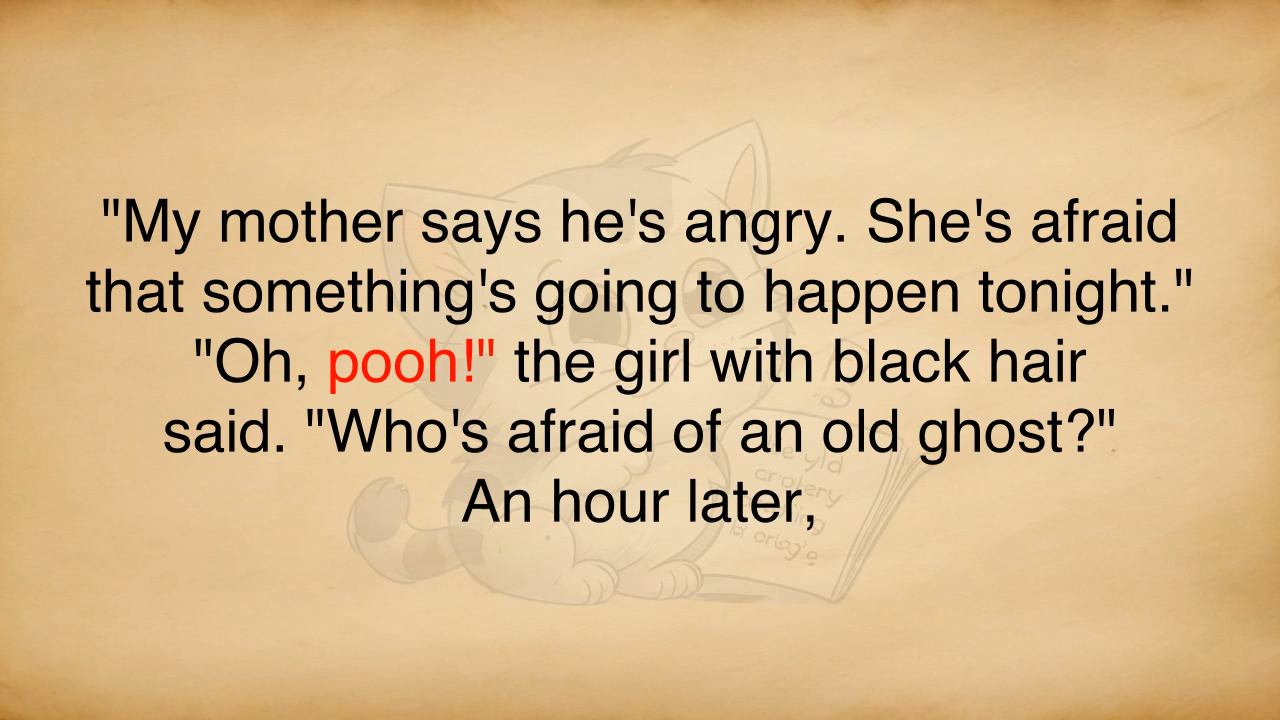 "My mother says he's angry. She's afraid
that something's going to happen tonight."
"Oh, pooh!" the girl with black hair
said. "Who's afraid of an old ghost?"
An hour later,